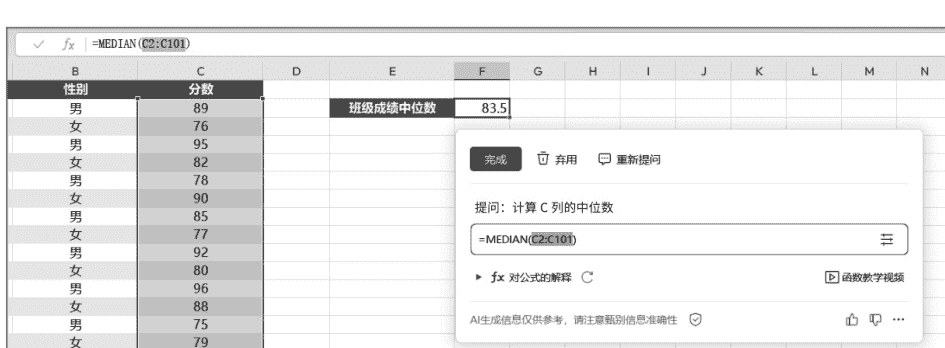 fx =MEDIAN(C2:C101)
B C D E F G H I J K L M N
性别 分数
男 89 班级成绩中位数 83.5
女 76
男 95
女 82
男 78
女 90
男 85
女 77
男 92
女 80
男 96
女 88
男 75
女 79
完成 弃用 重新提问
提问：计算 C 列的中位数
=MEDIAN(C2:C101)
fx 对公式的解释 函数教学视频
AI生成信息仅供参考，请注意甄别信息准确性